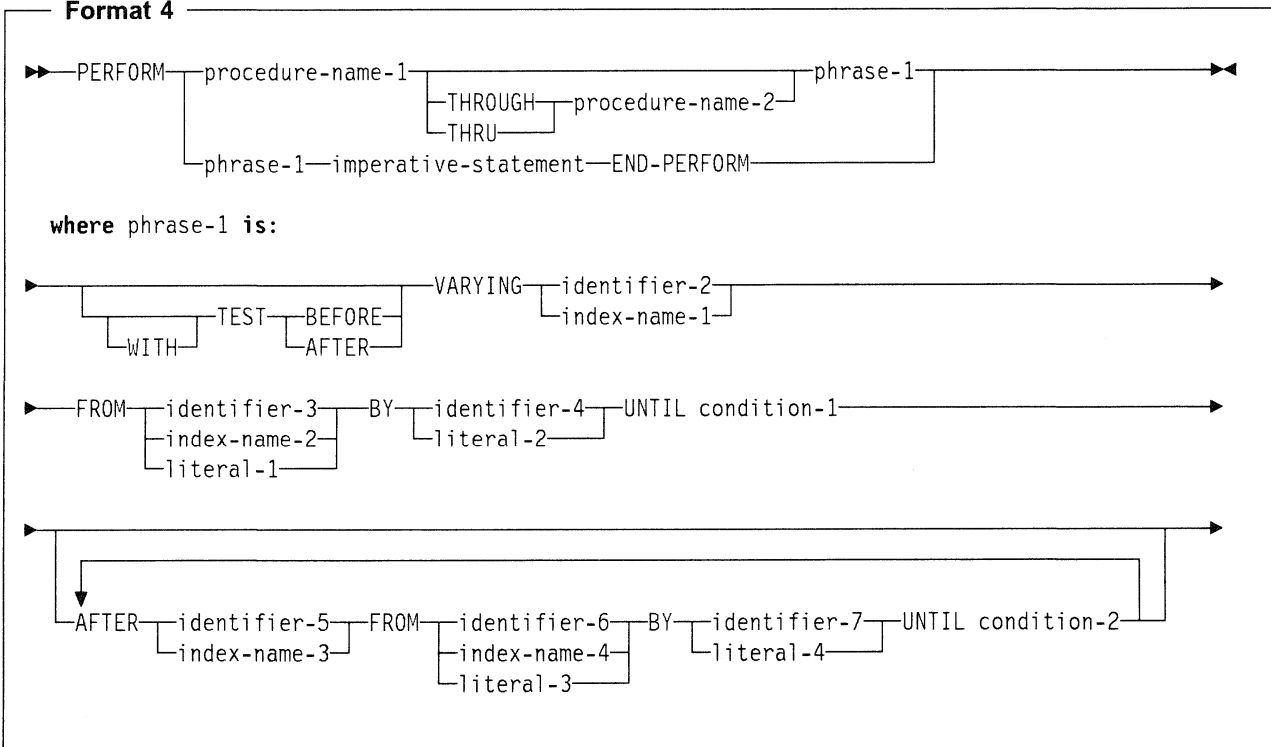 Format 4
PERFORM procedure-name-1 phrase-1
THROUGH procedure-name-2
THRU
phrase-1 imperative-statement END-PERFORM
where phrase-1 is:
VARYING identifier-2
TEST BEFORE index-name-1
WITH AFTER
FROM identifier-3 BY identifier-4 UNTIL condition-1
index-name-2 literal-2
literal-1
AFTER identifier-5 FROM identifier-6 BY identifier-7 UNTIL condition-2
index-name-3 index-name-4 literal-4
literal-3